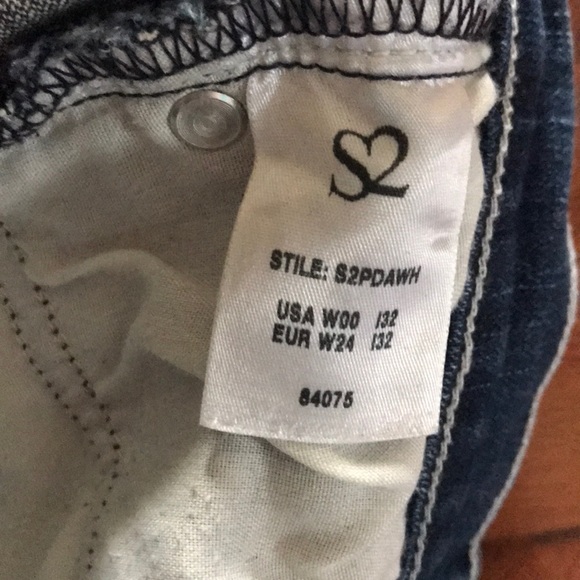 S2
STILE: S2PDAWH
USA W00 I32
EUR W24 I32
84075